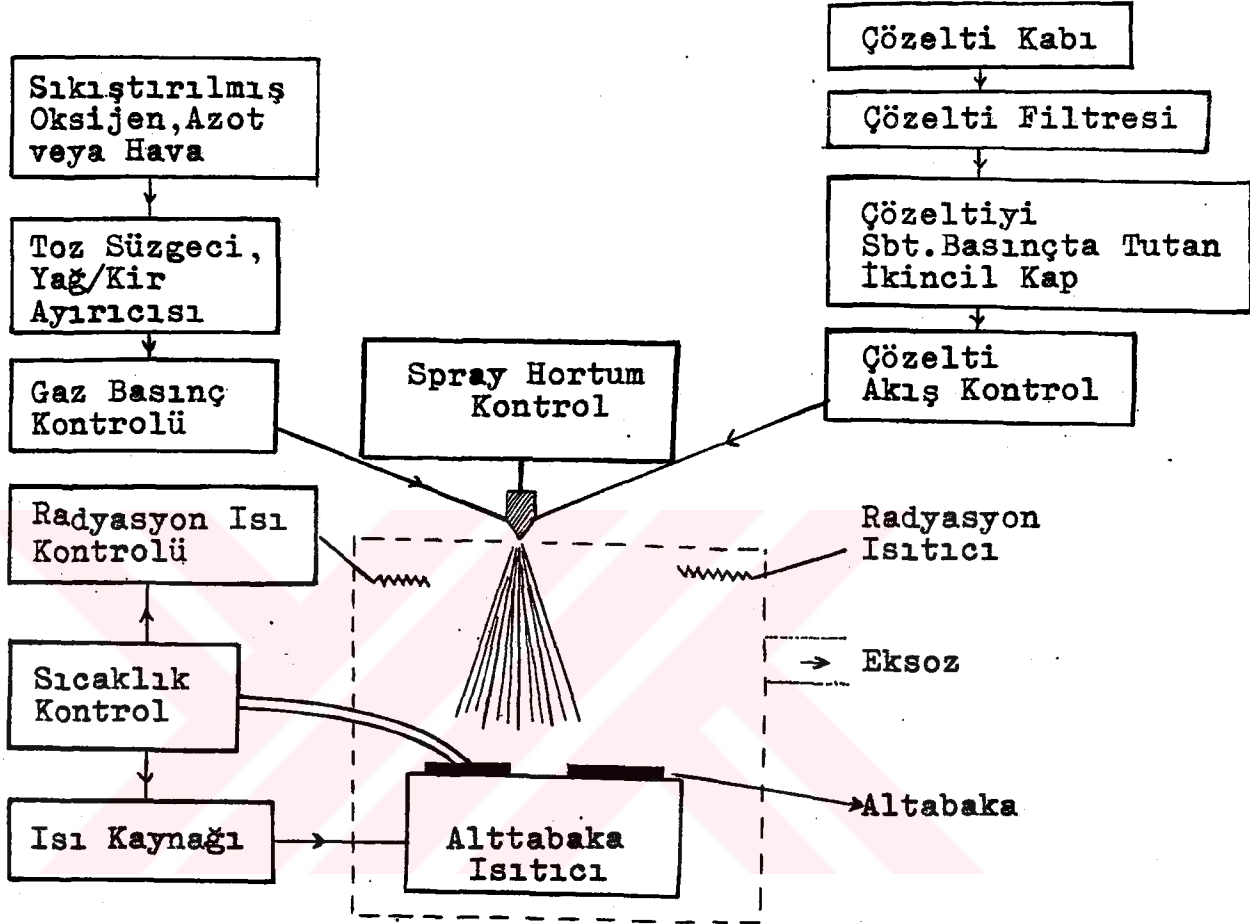 Sıkıştırılmış
Oksijen,Azot
veya Hava
Toz Süzgeci,
Yağ/Kir
Ayırıcısı
Gaz Basınç
Kontrolü
Spray Hortum
Kontrol
Çözelti Kabı
Çözelti Filtresi
Çözeltiyi
Sbt.Basınçta Tutan
İkincil Kap
Çözelti
Akış Kontrol
Radyasyon Isı
Kontrolü
Radyasyon
Isıtıcı
Sıcaklık
Kontrol
Eksoz
Isı Kaynağı
Alttabaka
Isıtıcı
Altabaka